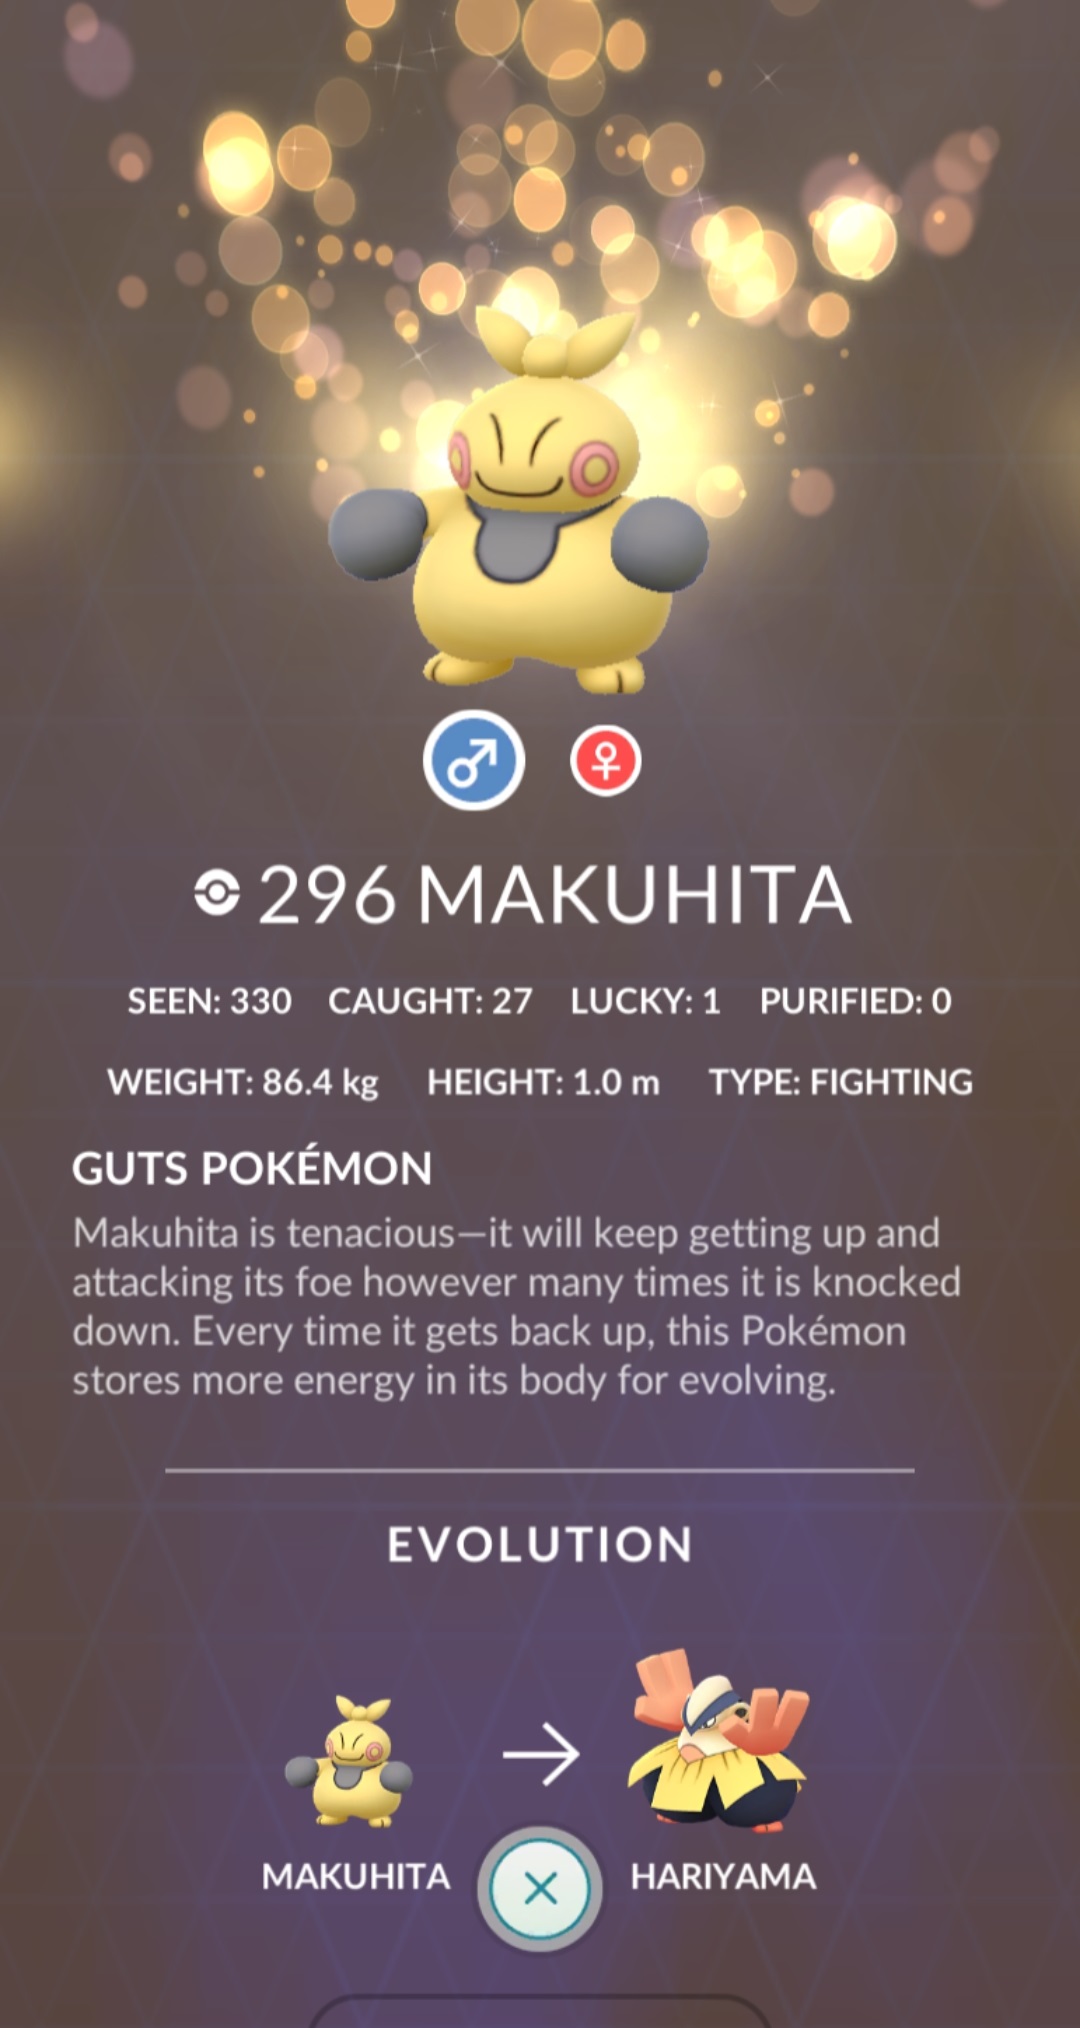 296 MAKUHITA
SEEN: 330 CAUGHT: 27 LUCKY: 1 PURIFIED: 0
WEIGHT: 86.4 kg HEIGHT: 1.0 m TYPE: FIGHTING
GUTS POKÉMON
Makuhita is tenacious—it will keep getting up and
attacking its foe however many times it is knocked
down. Every time it gets back up, this Pokémon
stores more energy in its body for evolving.
EVOLUTION
MAKUHITA HARIYAMA